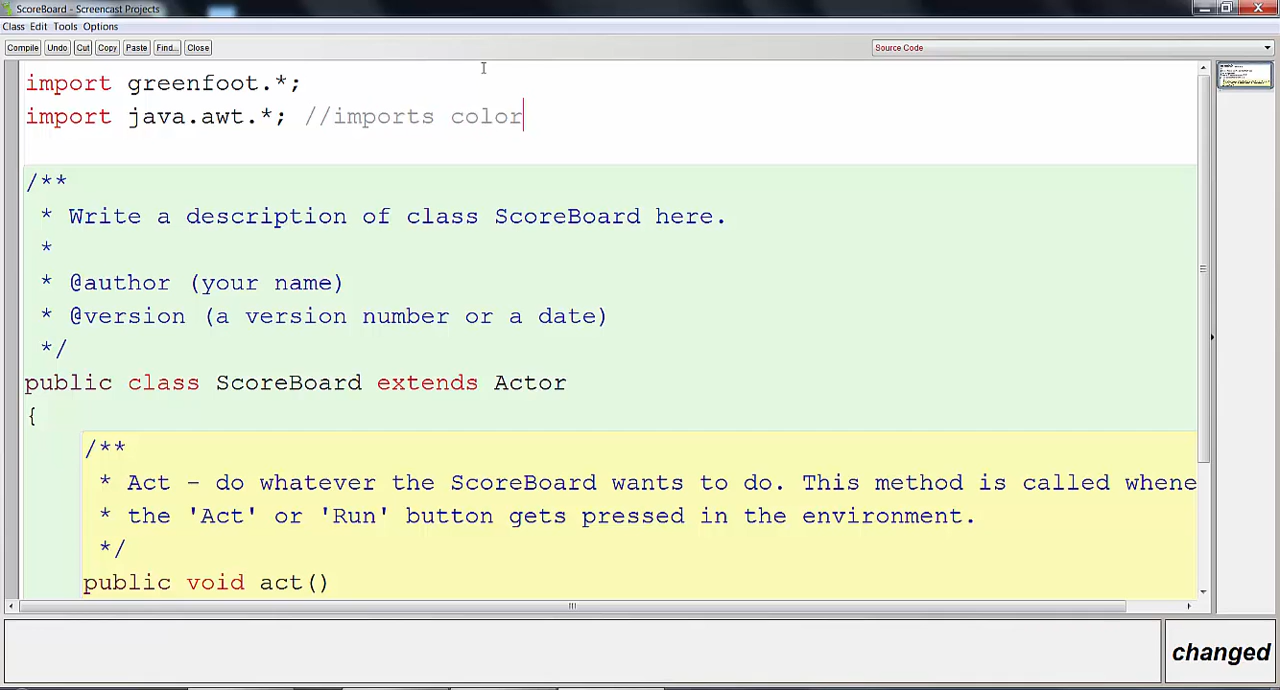 ScoreBoard - Screencast Projects
Class Edit Tools Options
Compile Undo Cut Copy Paste Find... Close Source Code
import greenfoot.*;
import java.awt.*; //imports color
/**
* Write a description of class ScoreBoard here.
*
* @author (your name)
* @version (a version number or a date)
*/
public class ScoreBoard extends Actor
{
/**
* Act - do whatever the ScoreBoard wants to do. This method is called whene
* the 'Act' or 'Run' button gets pressed in the environment.
*/
public void act()
changed